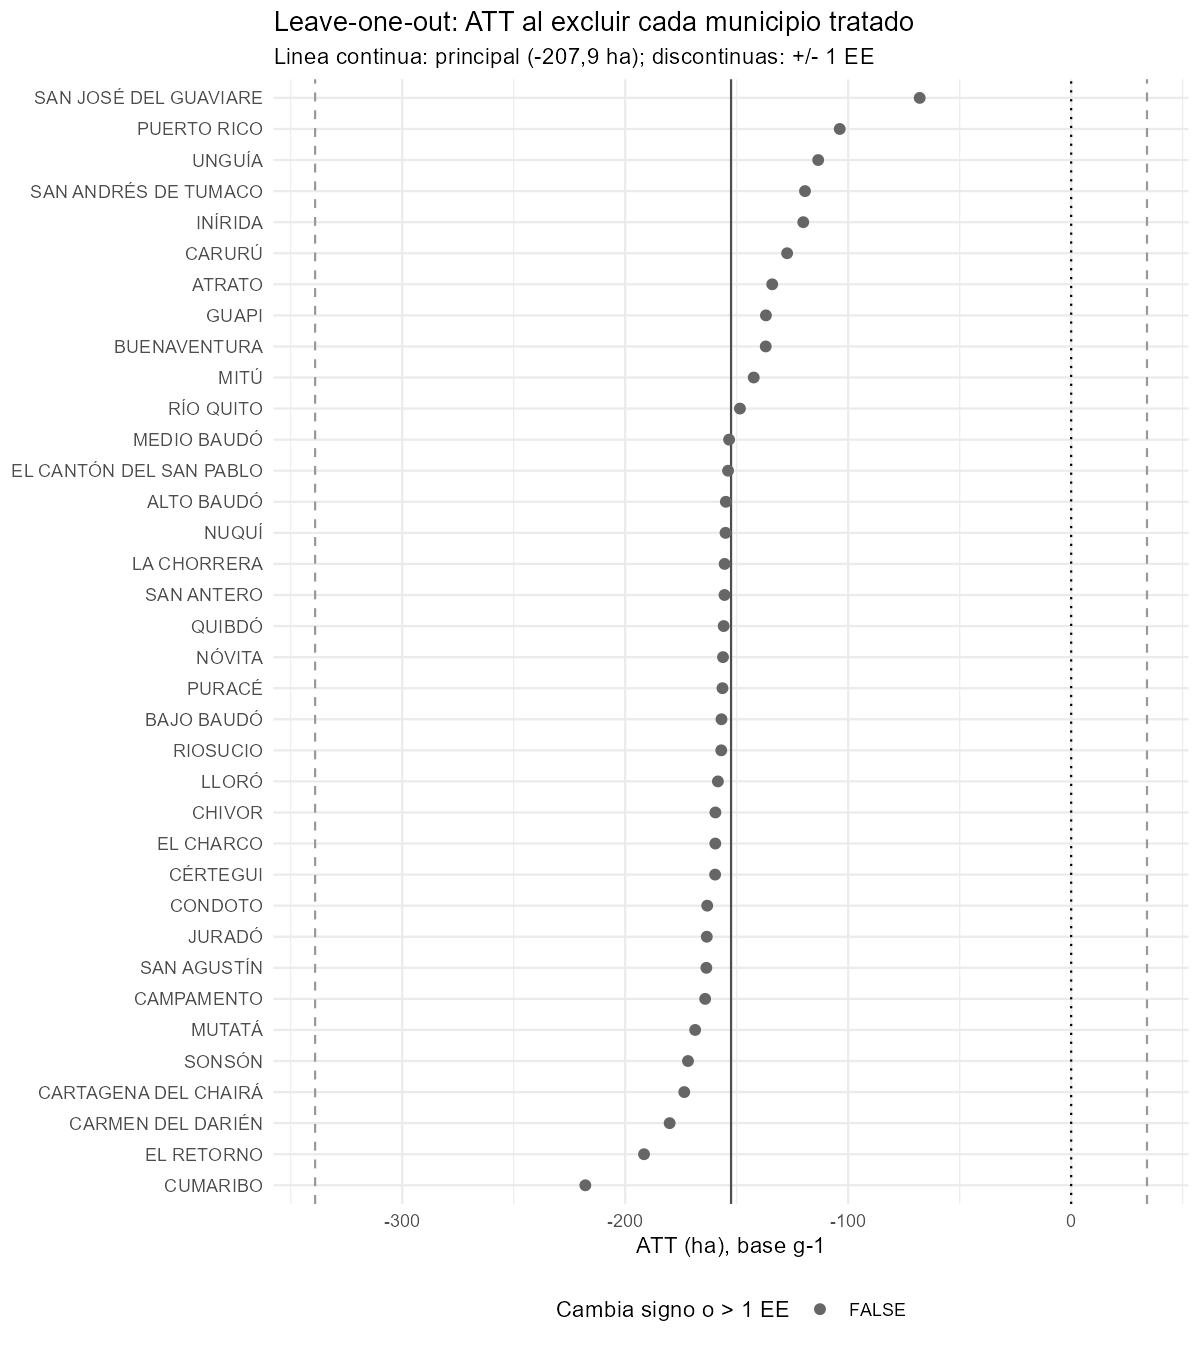 Leave-one-out: ATT al excluir cada municipio tratado
Linea continua: principal (-207,9 ha); discontinuas: +/- 1 EE
SAN JOSÉ DEL GUAVIARE
PUERTO RICO
UNGUÍA
SAN ANDRÉS DE TUMACO
INÍRIDA
CARURÚ
ATRATO
GUAPI
BUENAVENTURA
MITÚ
RÍO QUITO
MEDIO BAUDÓ
EL CANTÓN DEL SAN PABLO
ALTO BAUDÓ
NUQUÍ
LA CHORRERA
SAN ANTERO
QUIBDÓ
NÓVITA
PURACÉ
BAJO BAUDÓ
RIOSUCIO
LLORÓ
CHIVOR
EL CHARCO
CÉRTEGUI
CONDOTO
JURADÓ
SAN AGUSTÍN
CAMPAMENTO
MUTATÁ
SONSÓN
CARTAGENA DEL CHAIRÁ
CARMEN DEL DARIÉN
EL RETORNO
CUMARIBO
-300 -200 -100 0
ATT (ha), base g-1
Cambia signo o > 1 EE FALSE